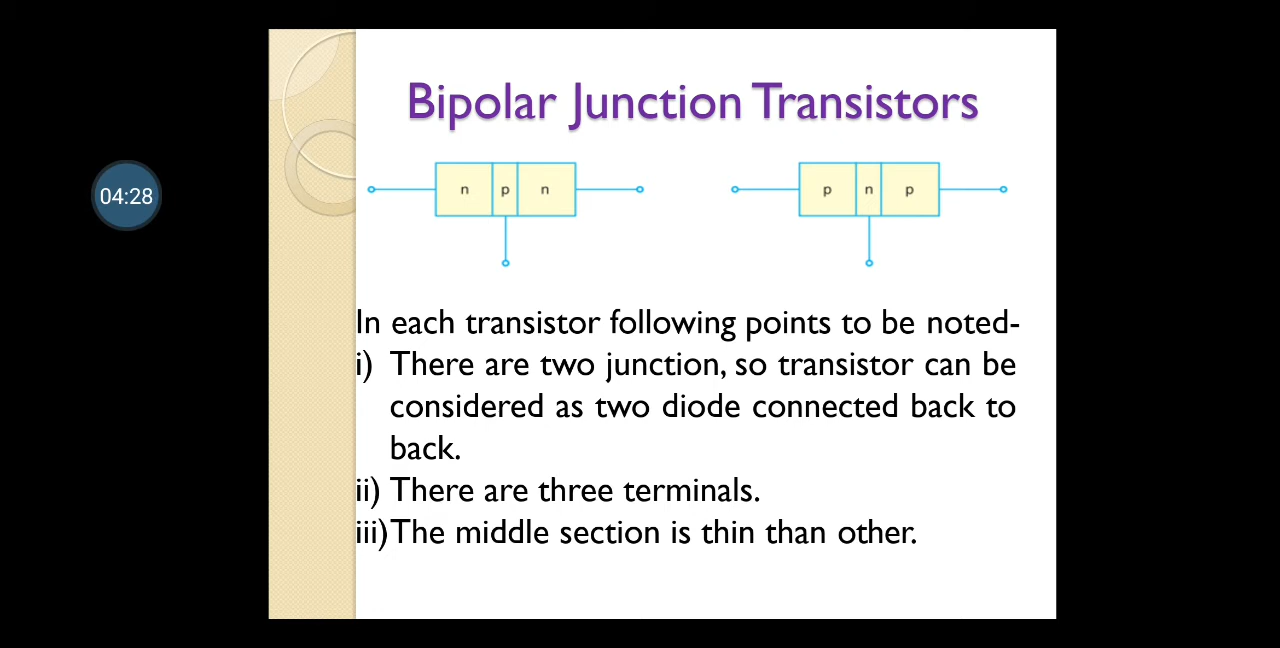 Bipolar Junction Transistors
04:28
n p n
p n p
In each transistor following points to be noted-
i) There are two junction, so transistor can be
considered as two diode connected back to
back.
ii) There are three terminals.
iii)The middle section is thin than other.